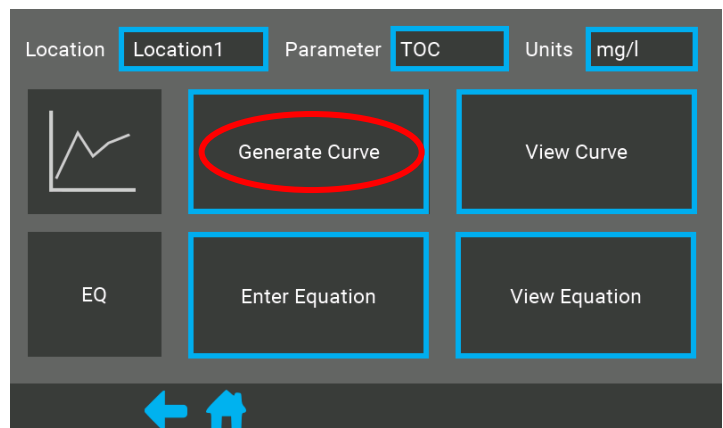 Location Location1 Parameter TOC Units mg/l
Generate Curve View Curve
EQ Enter Equation View Equation